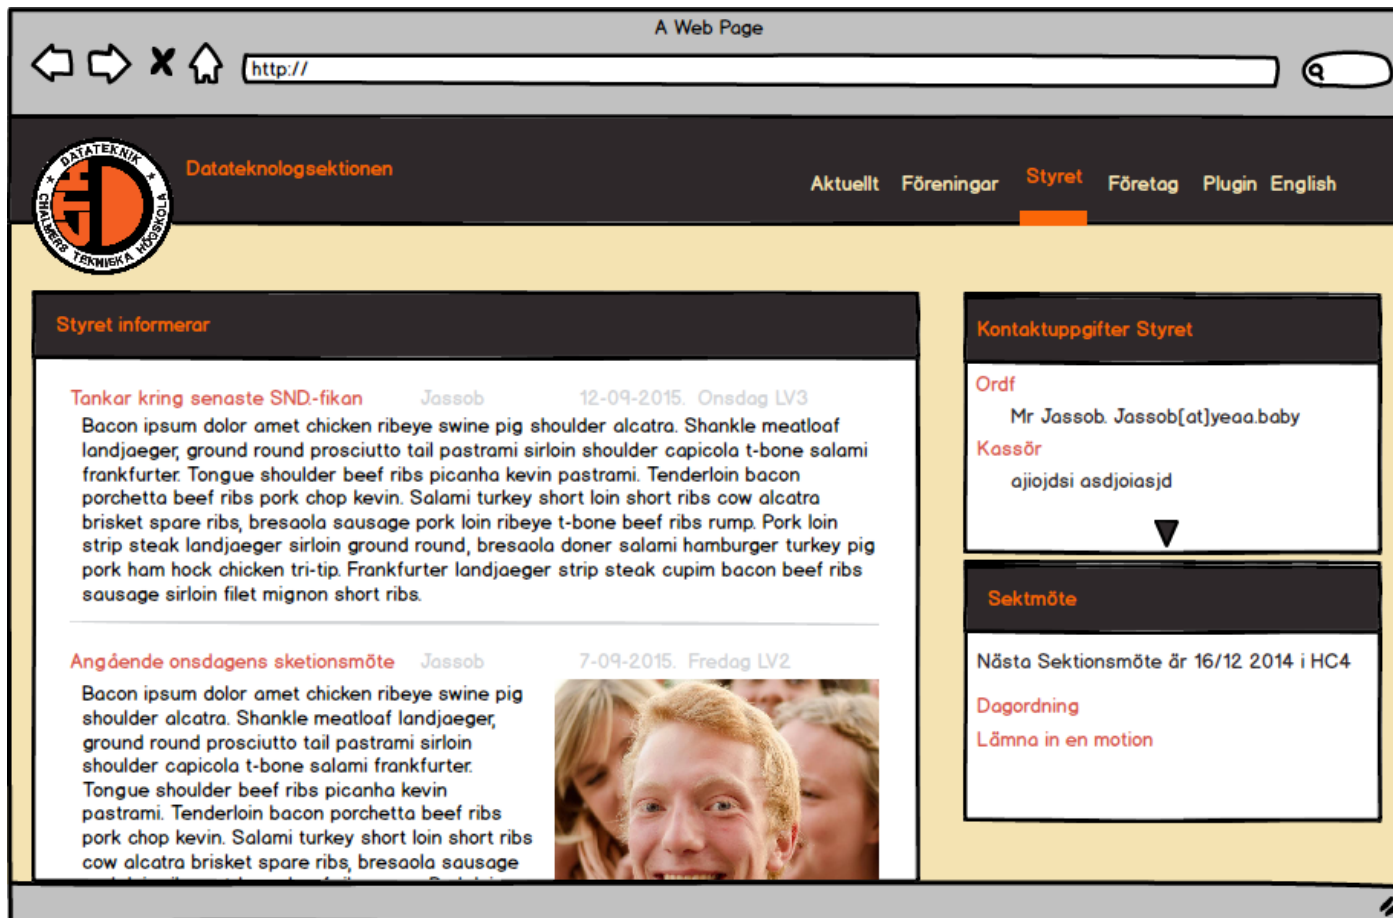 A Web Page
http://
DATATEKNIK
CHALMERS TEKNISKA HÖGSKOLA
Datateknologsektionen
Aktuellt Föreningar Styret Företag Plugin English
Styret informerar
Tankar kring senaste SND.-fikan Jassob 12-09-2015. Onsdag LV3
Bacon ipsum dolor amet chicken ribeye swine pig shoulder alcatra. Shankle meatloaf
landjaeger, ground round prosciutto tail pastrami sirloin shoulder capicola t-bone salami
frankfurter. Tongue shoulder beef ribs picanha kevin pastrami. Tenderloin bacon
porchetta beef ribs pork chop kevin. Salami turkey short loin short ribs cow alcatra
brisket spare ribs, bresaola sausage pork loin ribeye t-bone beef ribs rump. Pork loin
strip steak landjaeger sirloin ground round, bresaola doner salami hamburger turkey pig
pork ham hock chicken tri-tip. Frankfurter landjaeger strip steak cupim bacon beef ribs
sausage sirloin filet mignon short ribs.
Angående onsdagens sketionsmöte Jassob 7-09-2015. Fredag LV2
Bacon ipsum dolor amet chicken ribeye swine pig
shoulder alcatra. Shankle meatloaf landjaeger,
ground round prosciutto tail pastrami sirloin
shoulder capicola t-bone salami frankfurter.
Tongue shoulder beef ribs picanha kevin
pastrami. Tenderloin bacon porchetta beef ribs
pork chop kevin. Salami turkey short loin short ribs
cow alcatra brisket spare ribs, bresaola sausage
Kontaktuppgifter Styret
Ordf
Mr Jassob. Jassob[at]yeaa.baby
Kassör
ajiojdsi asdjoiasjd
Sektmöte
Nästa Sektionsmöte är 16/12 2014 i HC4
Dagordning
Lämna in en motion